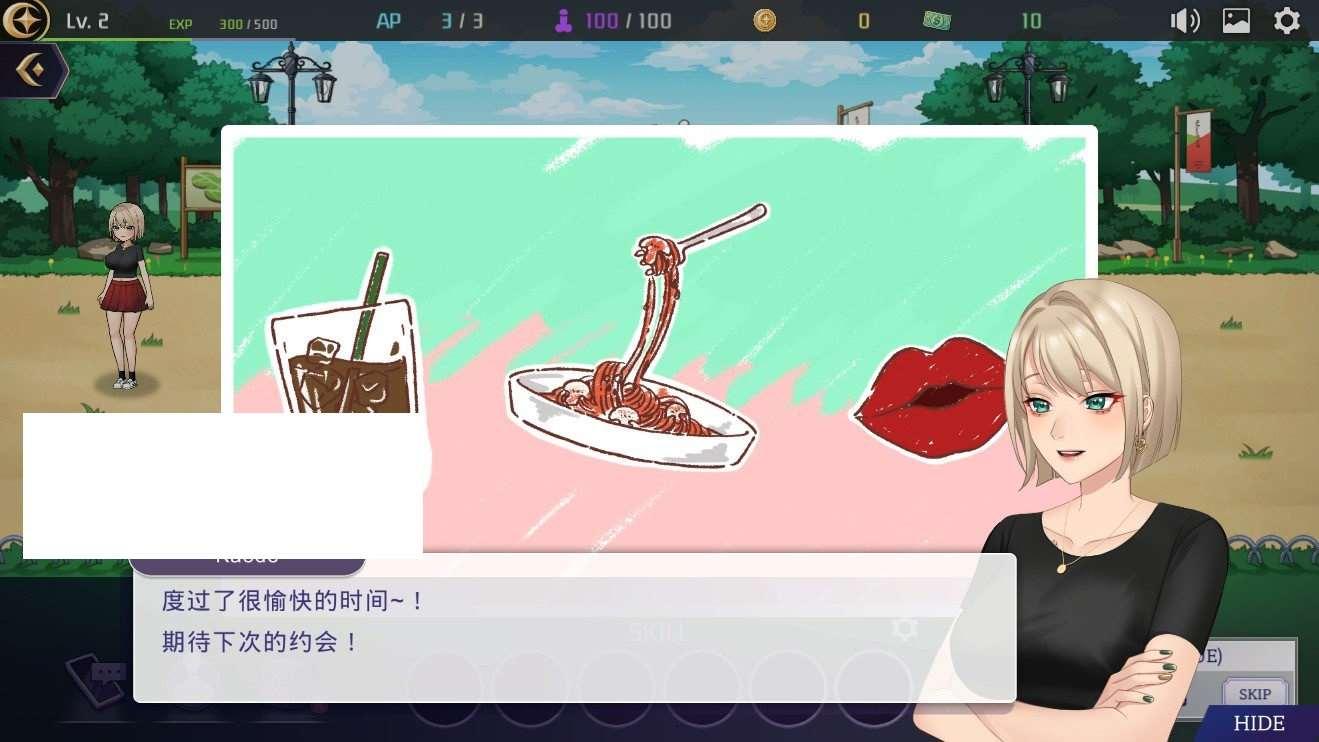 Lv. 2
EXP 300/500
AP 3 / 3
100 / 100
0
10
度过了很愉快的时间~！
期待下次的约会！
SKILL
SKIP
HIDE